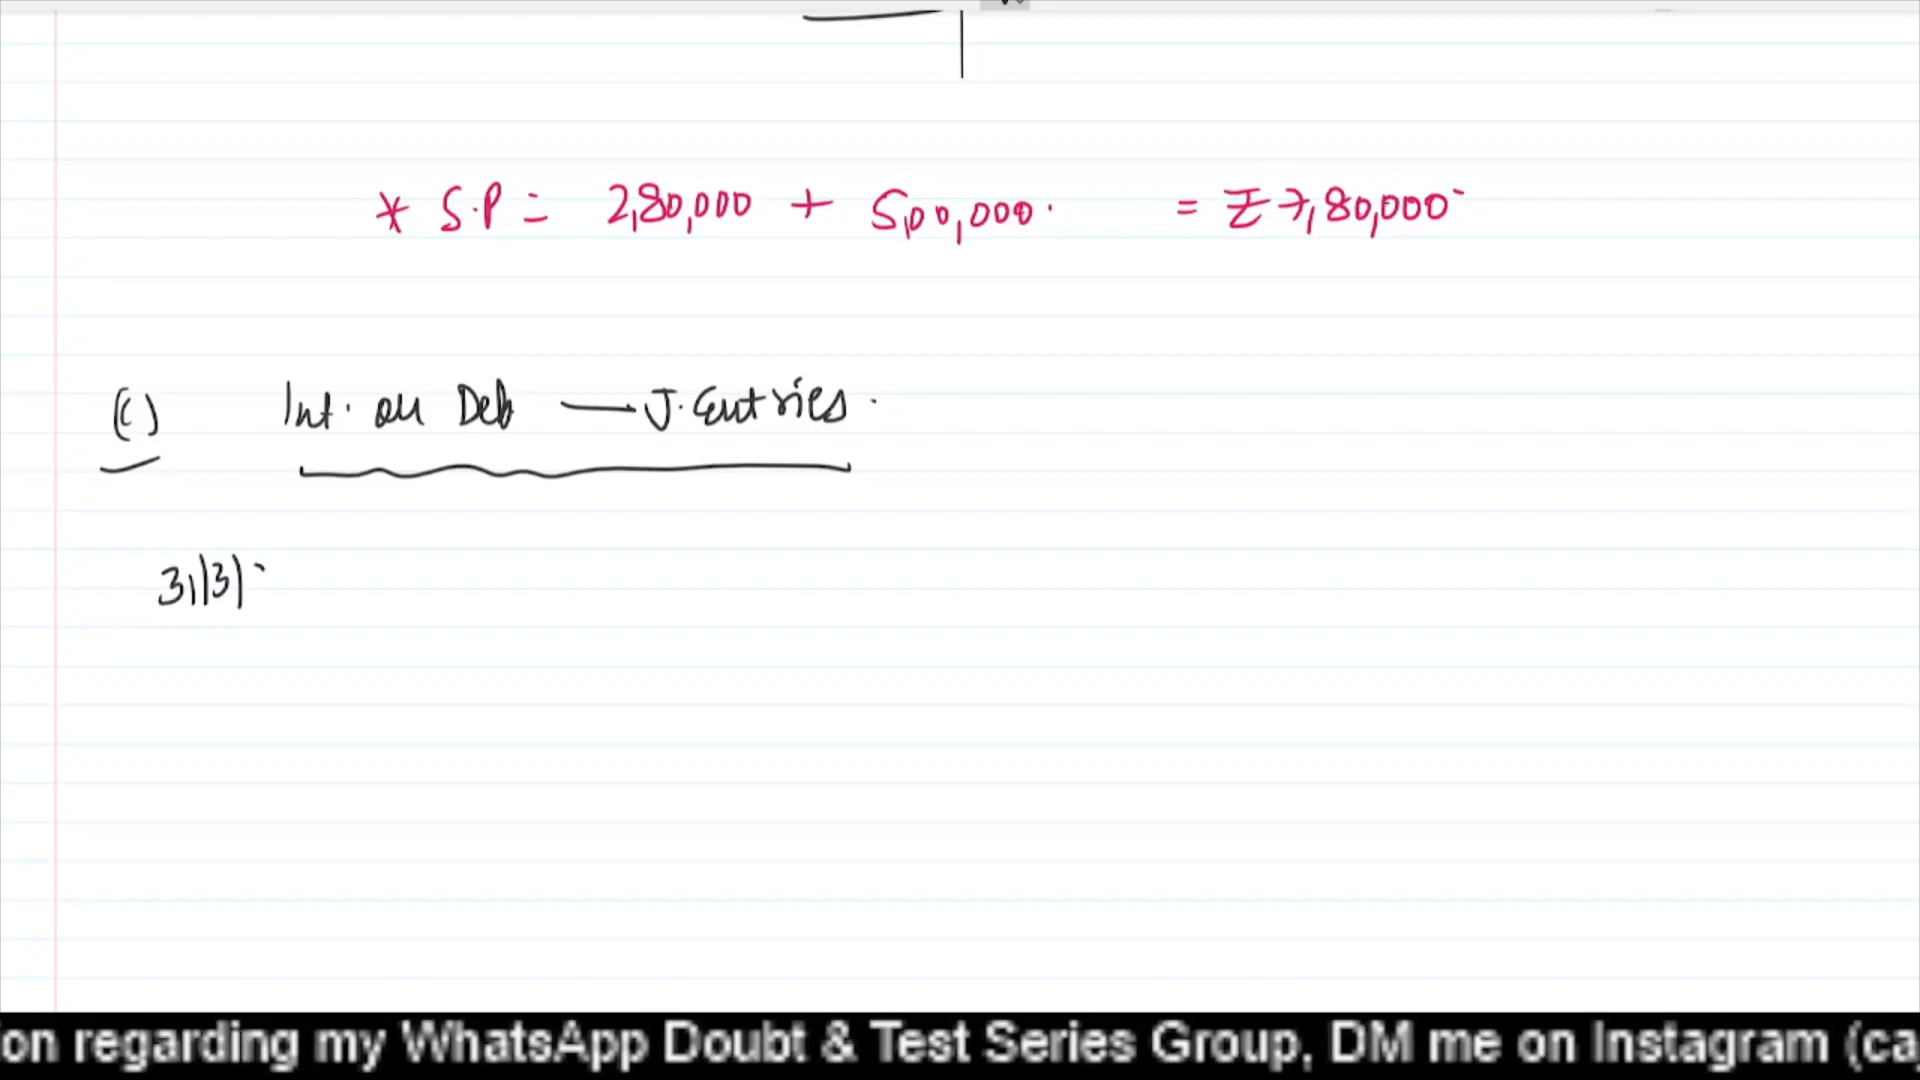 * S.P = 2,80,000 + 5,00,000. = ₹7,80,000
(C) Int. on Deb — J. Entries.
31/3/
on regarding my WhatsApp Doubt & Test Series Group, DM me on Instagram (ca